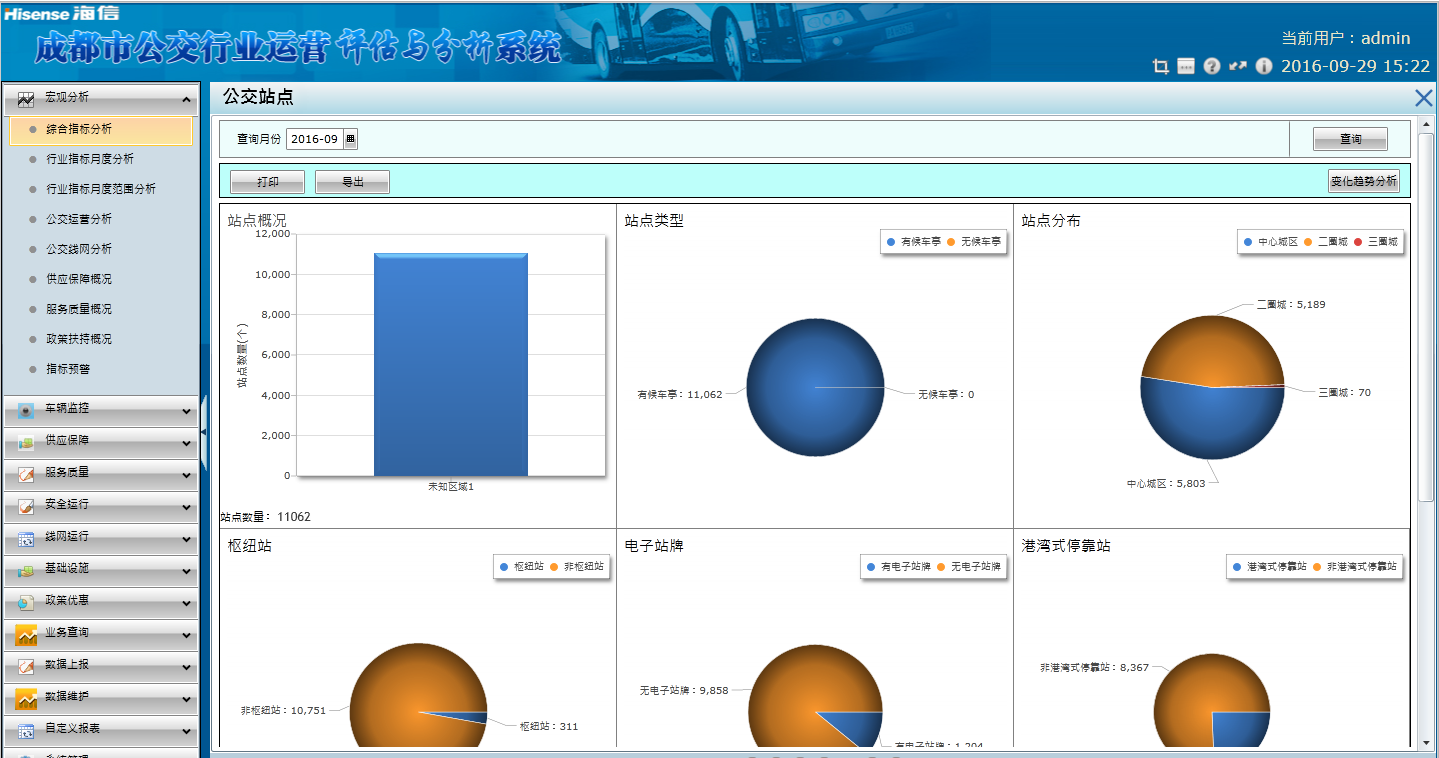 Hisense 海信
成都市公交行业运营评估与分析系统
当前用户：admin
2016-09-29 15:22
宏观分析
综合指标分析
行业指标月度分析
行业指标月度范围分析
公交运营分析
公交线网分析
供应保障概况
服务质量概况
政策扶持概况
指标预警
车辆监控
供应保障
服务质量
安全运行
线网运行
基础设施
政策优惠
业务查询
数据上报
数据维护
自定义报表
公交站点
查询月份 2016-09 查询
打印 导出 变化趋势分析
站点概况
12,000
10,000
8,000
6,000
4,000
2,000
0
站点数量(个)
未知区域1
站点数量： 11062
站点类型
有候车亭 无候车亭
有候车亭：11,062
无候车亭：0
站点分布
中心城区 二圈城 三圈城
二圈城：5,189
三圈城：70
中心城区：5,803
枢纽站
枢纽站 非枢纽站
非枢纽站：10,751
枢纽站：311
电子站牌
有电子站牌 无电子站牌
无电子站牌：9,858
有电子站牌：1,204
港湾式停靠站
港湾式停靠站 非港湾式停靠站
非港湾式停靠站：8,367